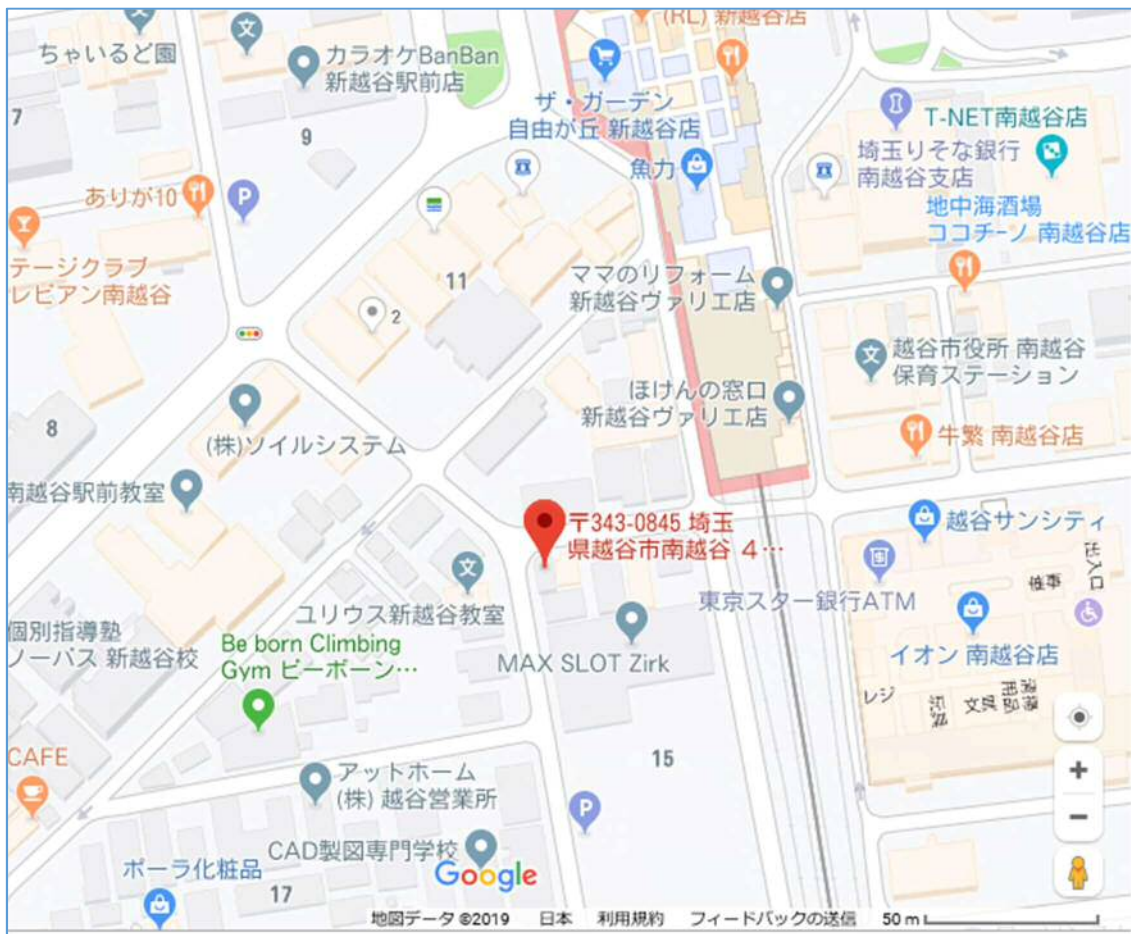 (RL) 新越谷店
ちゃいるど園
カラオケBanBan
新越谷駅前店
ザ・ガーデン
自由が丘 新越谷店
T-NET南越谷店
7
9
埼玉りそな銀行
南越谷支店
魚力
ありが10
P
地中海酒場
ココチーノ 南越谷店
テージクラブ
レビアン南越谷
11
ママのリフォーム
新越谷ヴァリエ店
2
越谷市役所 南越谷
保育ステーション
ほけんの窓口
新越谷ヴァリエ店
8
(株)ソイルシステム
牛繁 南越谷店
南越谷駅前教室
〒343-0845 埼玉
県越谷市南越谷 4…
越谷サンシティ
出入口
催事
ユリウス新越谷教室
東京スター銀行ATM
個別指導塾
ノーバス 新越谷校
Be born Climbing
Gym ビーボーン…
MAX SLOT Zirk
イオン 南越谷店
レジ
文具
15
CAFE
アットホーム
(株) 越谷営業所
P
CAD製図専門学校
ポーラ化粧品
17
Google
地図データ ©2019 日本 利用規約 フィードバックの送信 50 m